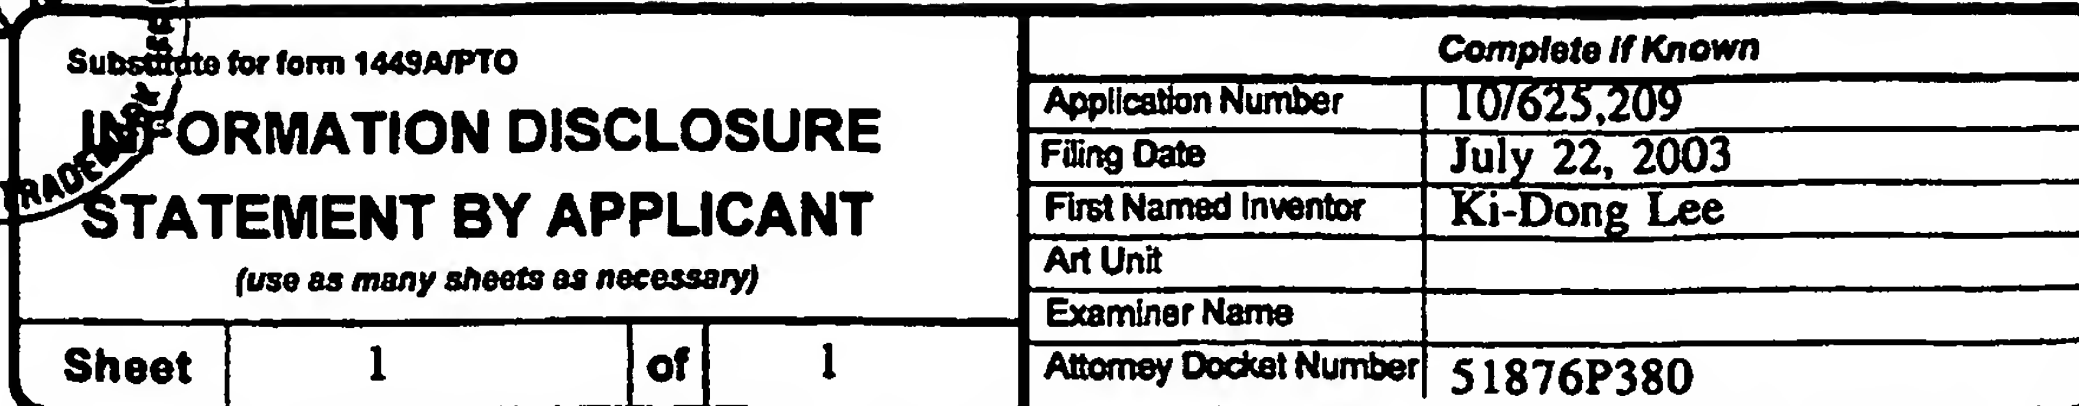 Substitute for form 1449A/PTO
INFORMATION DISCLOSURE
STATEMENT BY APPLICANT
(use as many sheets as necessary)
Sheet 1 of 1
Complete if Known
Application Number 10/625,209
Filing Date July 22, 2003
First Named Inventor Ki-Dong Lee
Art Unit
Examiner Name
Attorney Docket Number 51876P380
TRADEMARK